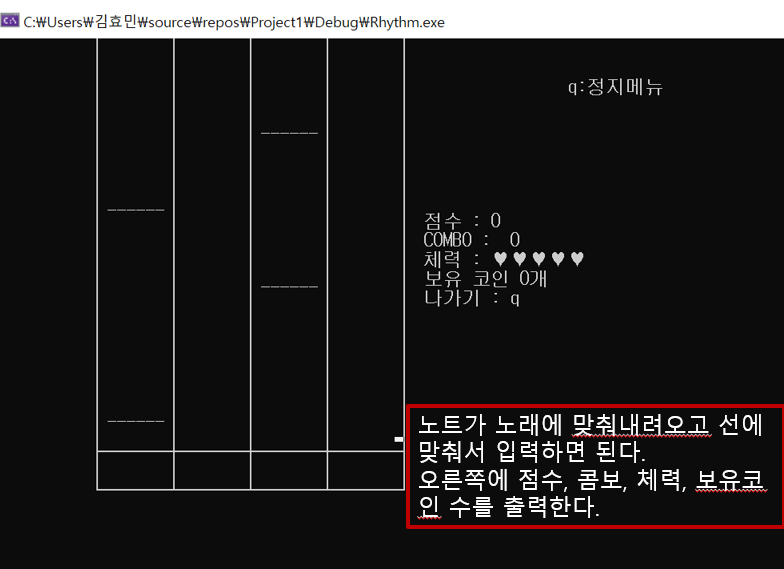 C:₩Users₩김효민₩source₩repos₩Project1₩Debug₩Rhythm.exe
q:정지메뉴
점수 : 0
COMBO :  0
체력 : ♥♥♥♥♥
보유 코인 0개
나가기 : q
노트가 노래에 맞춰내려오고 선에
맞춰서 입력하면 된다.
오른쪽에 점수, 콤보, 체력, 보유코
인 수를 출력한다.